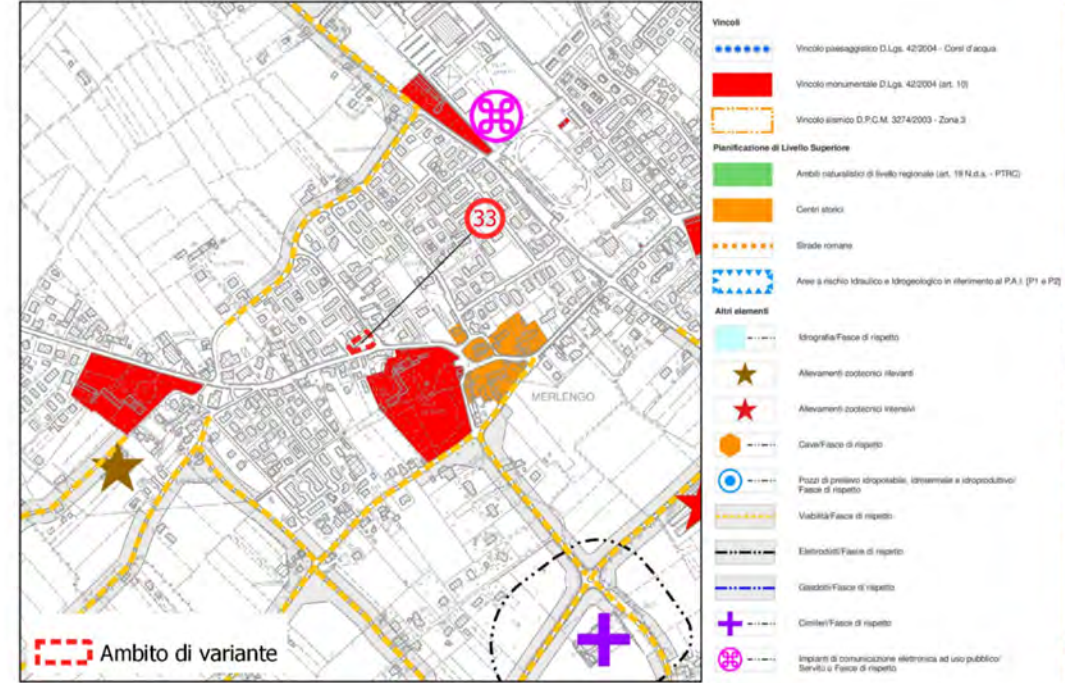 33
MERLENGO
Ambito di variante
Vincoli
Vincolo paesaggistico D.Lgs. 42/2004 - Corsi d'acqua
Vincolo monumentale D.Lgs. 42/2004 (art. 10)
Vincolo sismico D.P.C.M. 3274/2003 - Zona 3
Pianificazione di Livello Superiore
Ambiti naturalistici di livello regionale (art. 19 N.d.a. - PTRC)
Centri storici
Strade romane
Aree a rischio Idraulico e Idrogeologico in riferimento al P.A.I. [P1 e P2]
Altri elementi
Idrografia/Fasce di rispetto
Allevamenti zootecnici rilevanti
Allevamenti zootecnici intensivi
Cave/Fasce di rispetto
Pozzi di prelievo idropotabile, idrotermale e idroproduttivo/
Fasce di rispetto
Viabilità/Fasce di rispetto
Elettrodotti/Fasce di rispetto
Gasdotti/Fasce di rispetto
Cimiteri/Fasce di rispetto
Impianti di comunicazione elettronica ad uso pubblico/
Servitù o Fasce di rispetto